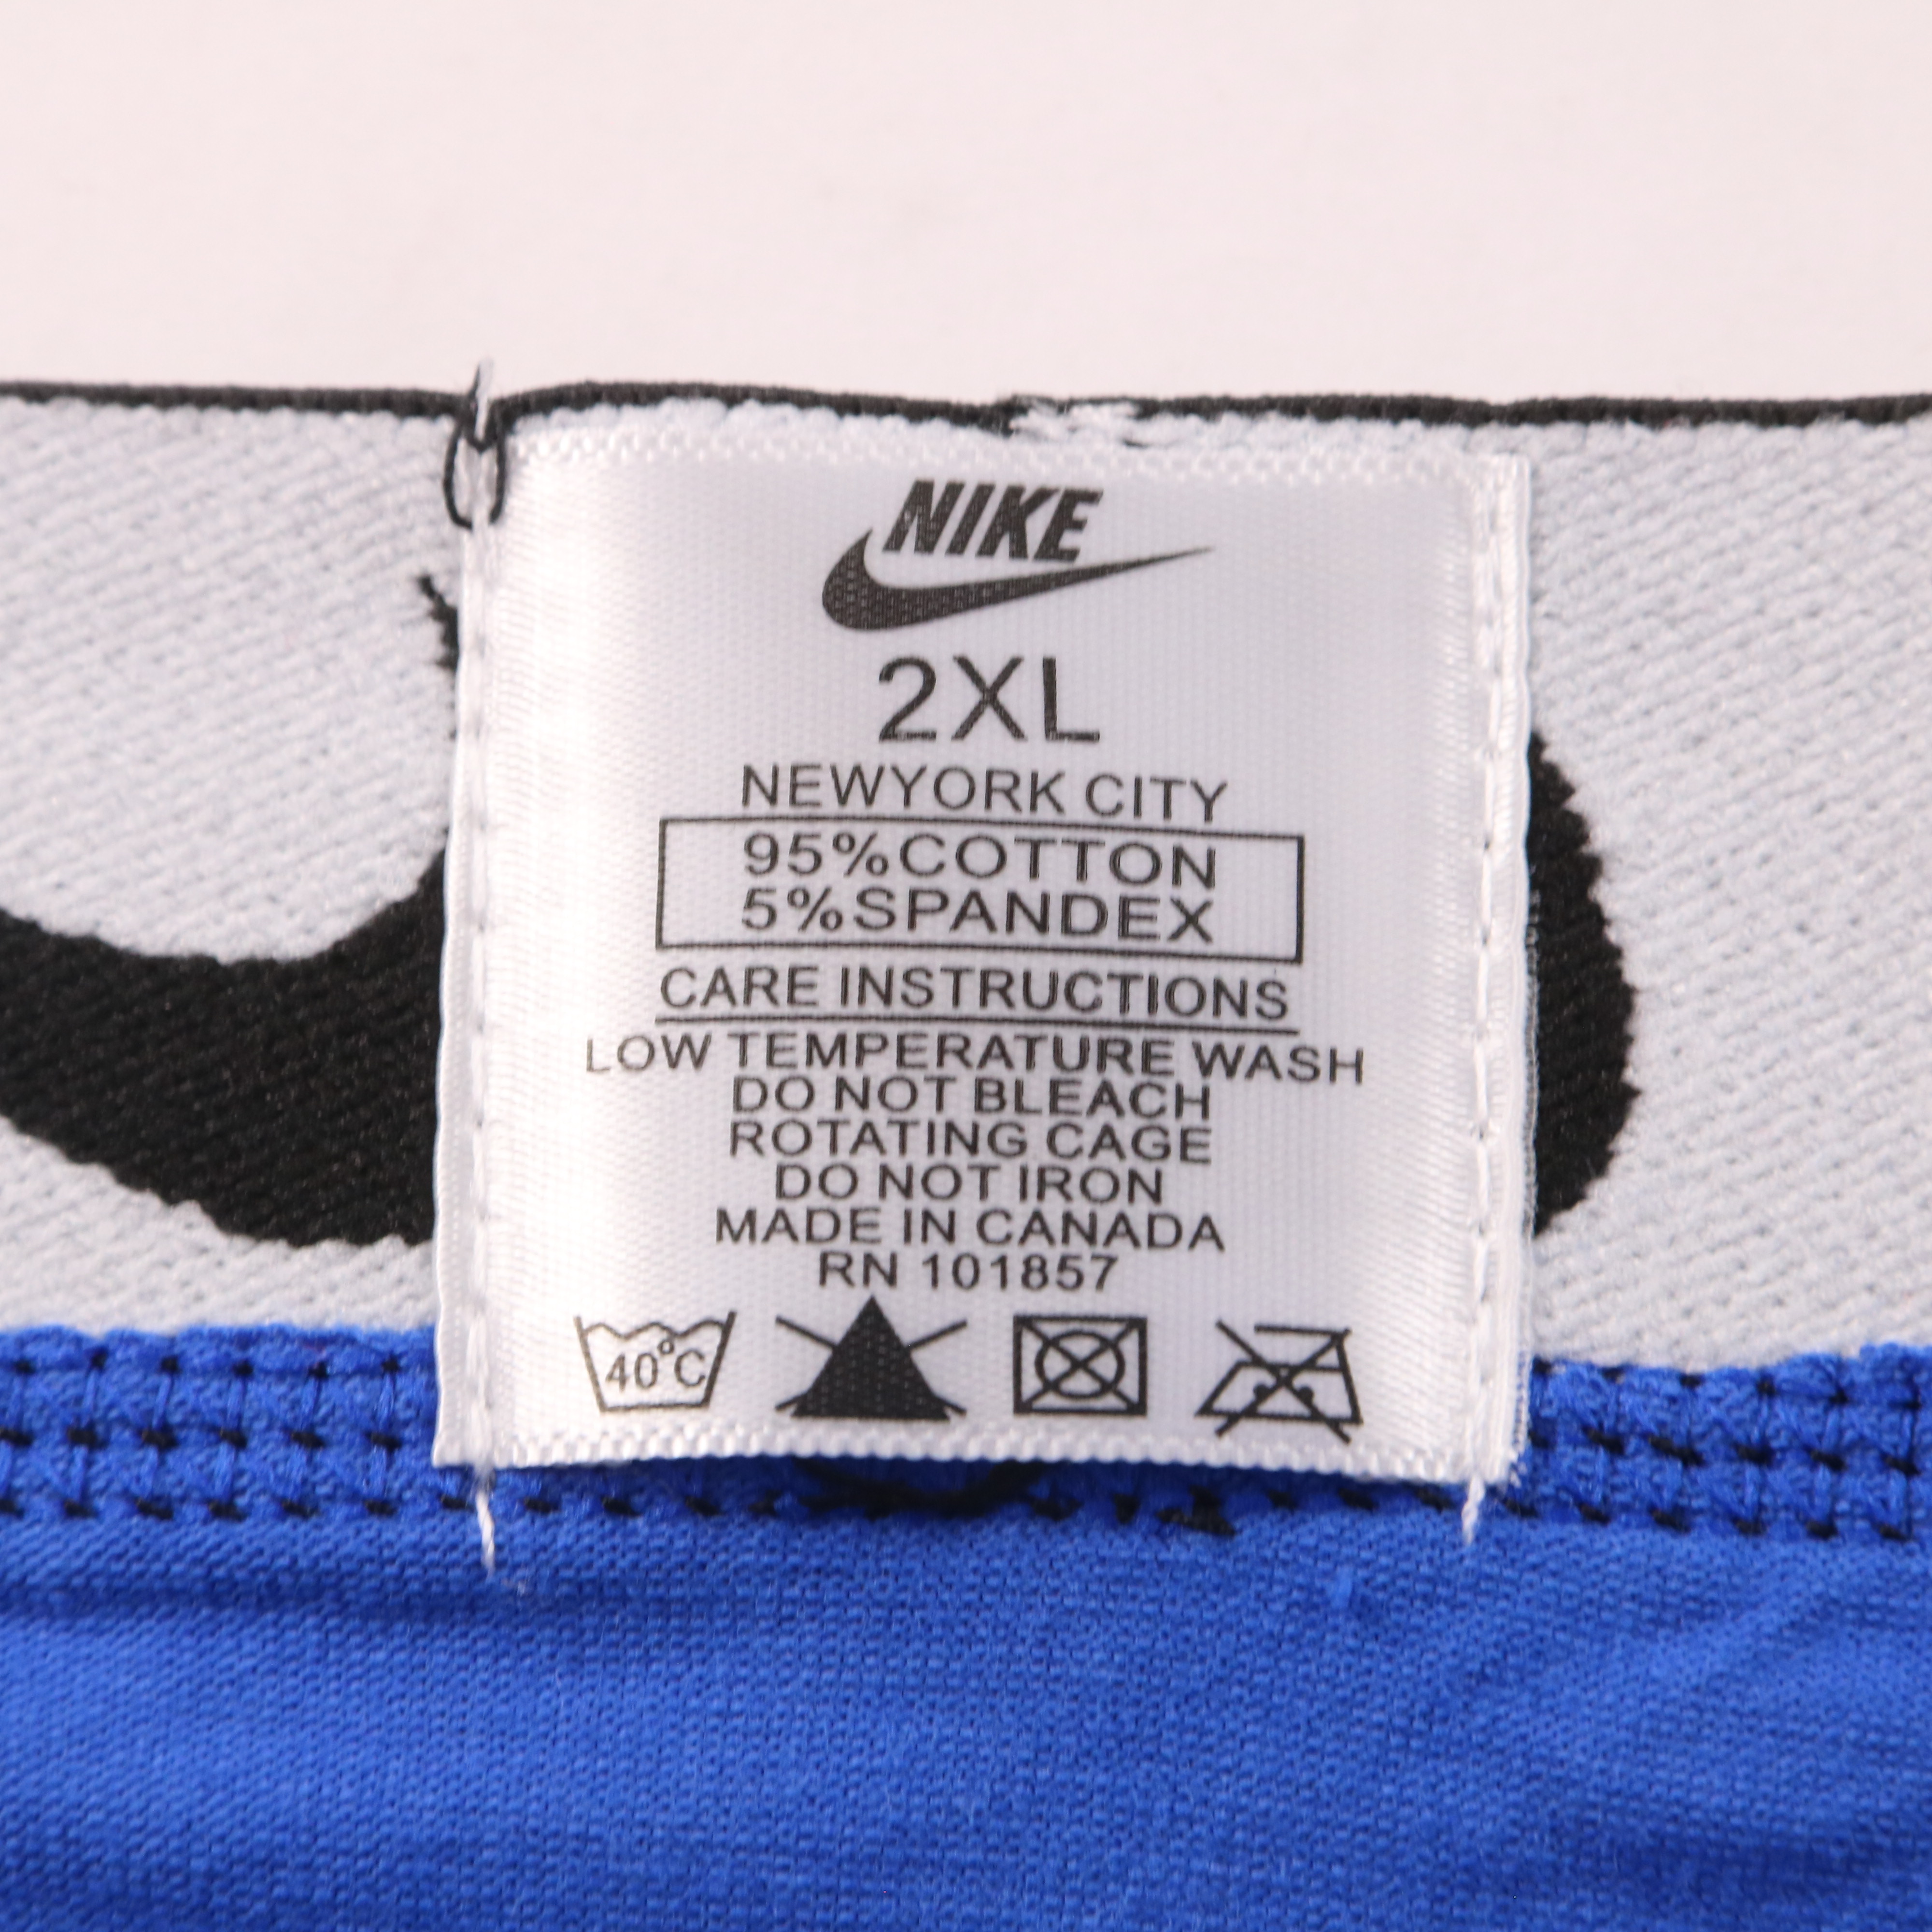 NIKE
2XL
NEWYORK CITY
95%COTTON
5%SPANDEX
CARE INSTRUCTIONS
LOW TEMPERATURE WASH
DO NOT BLEACH
ROTATING CAGE
DO NOT IRON
MADE IN CANADA
RN 101857
40°C